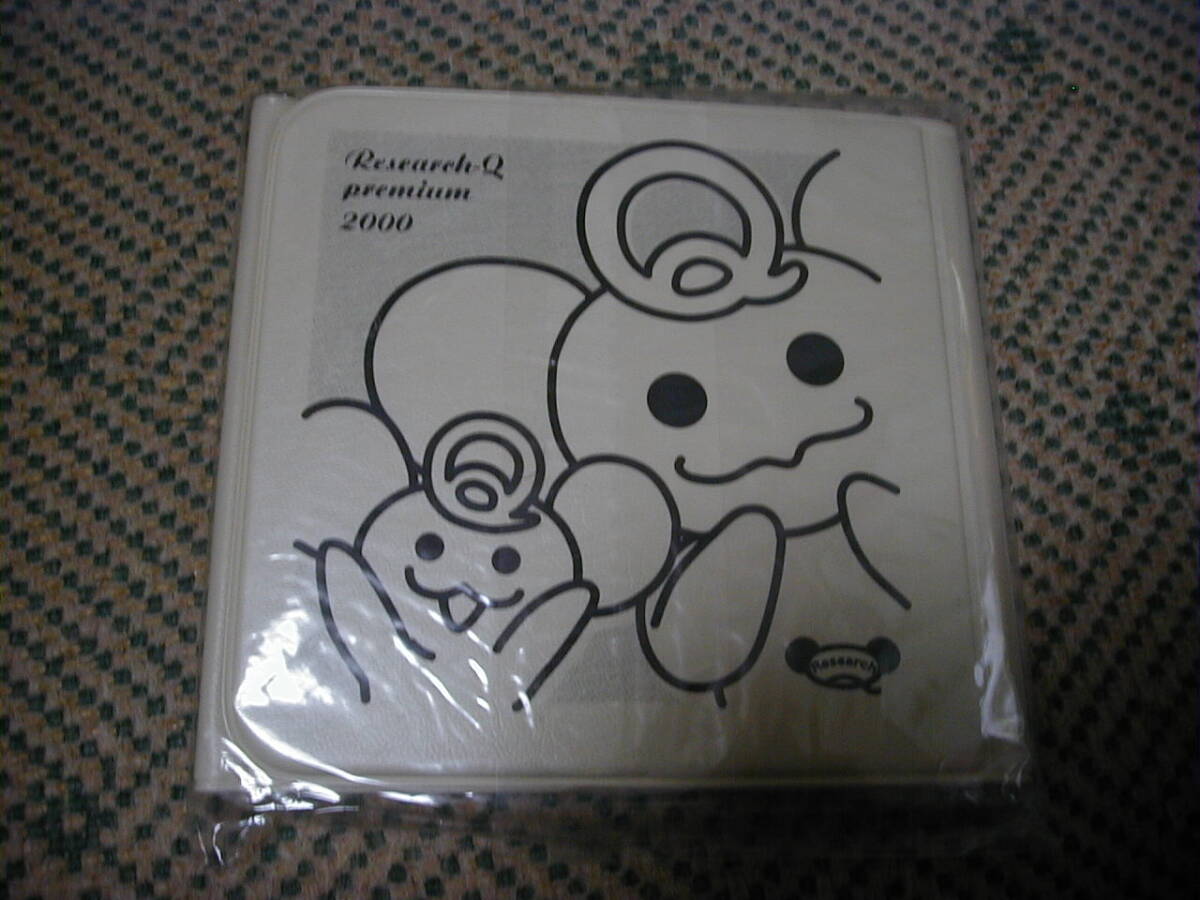 Research-Q
premium
2000
Research
Q